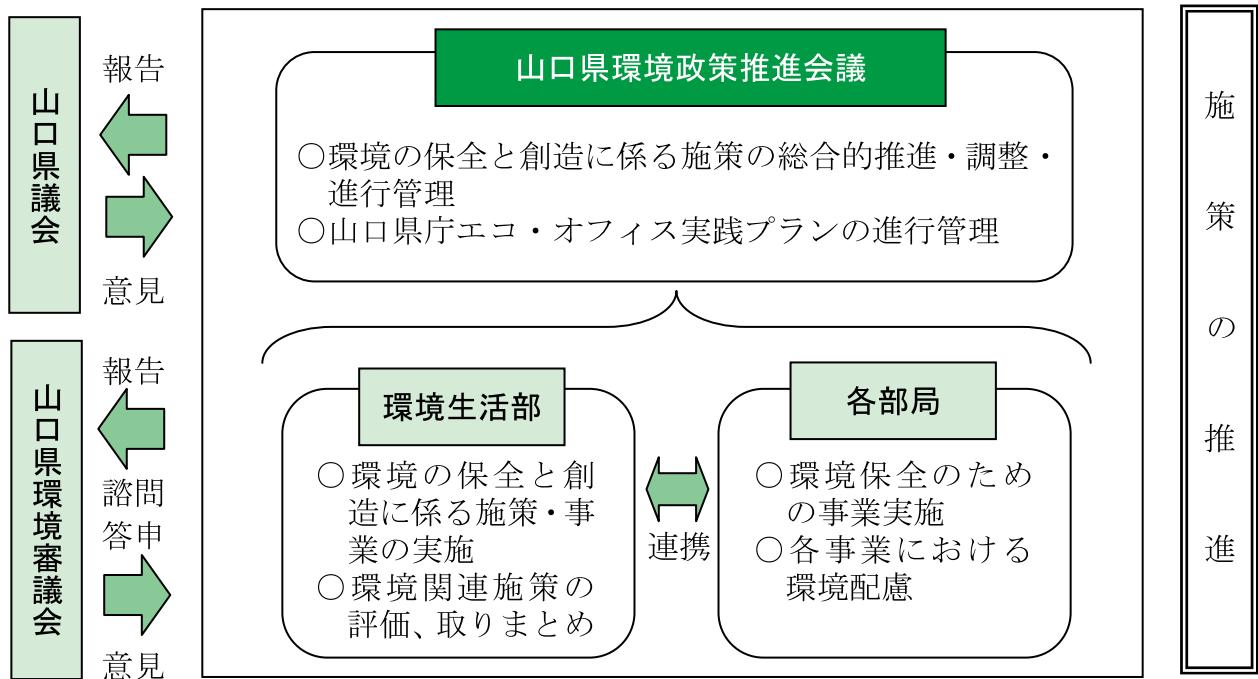 山口県議会
報告
意見
山口県環境審議会
報告
諮問
答申
意見
山口県環境政策推進会議
○環境の保全と創造に係る施策の総合的推進・調整・
進行管理
○山口県庁エコ・オフィス実践プランの進行管理
環境生活部
○環境の保全と創
造に係る施策・事
業の実施
○環境関連施策の
評価、取りまとめ
連携
各部局
○環境保全のため
の事業実施
○各事業における
環境配慮
施策の推進